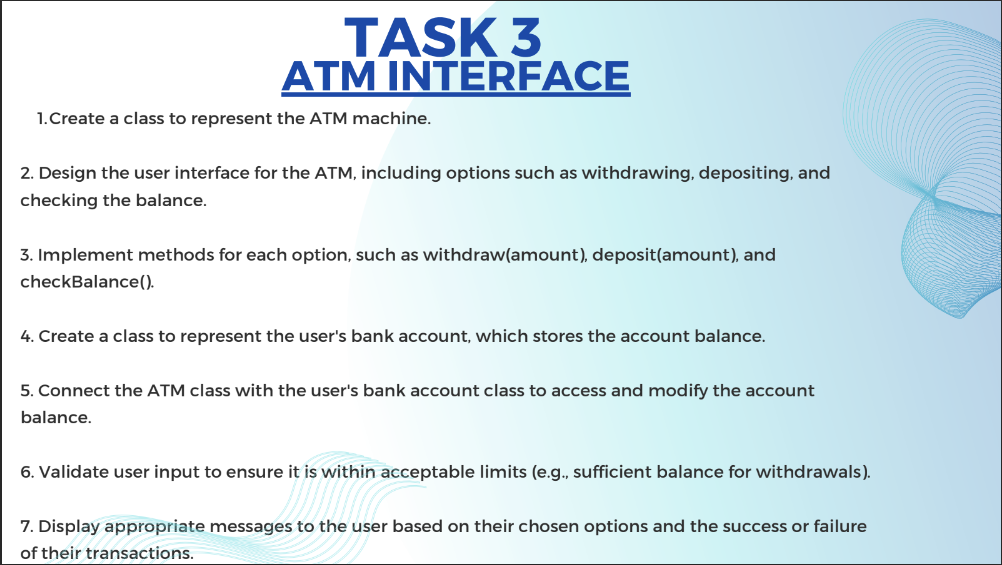 TASK 3
ATM INTERFACE
1.Create a class to represent the ATM machine.
2. Design the user interface for the ATM, including options such as withdrawing, depositing, and
checking the balance.
3. Implement methods for each option, such as withdraw(amount), deposit(amount), and
checkBalance().
4. Create a class to represent the user's bank account, which stores the account balance.
5. Connect the ATM class with the user's bank account class to access and modify the account
balance.
6. Validate user input to ensure it is within acceptable limits (e.g., sufficient balance for withdrawals).
7. Display appropriate messages to the user based on their chosen options and the success or failure
of their transactions.